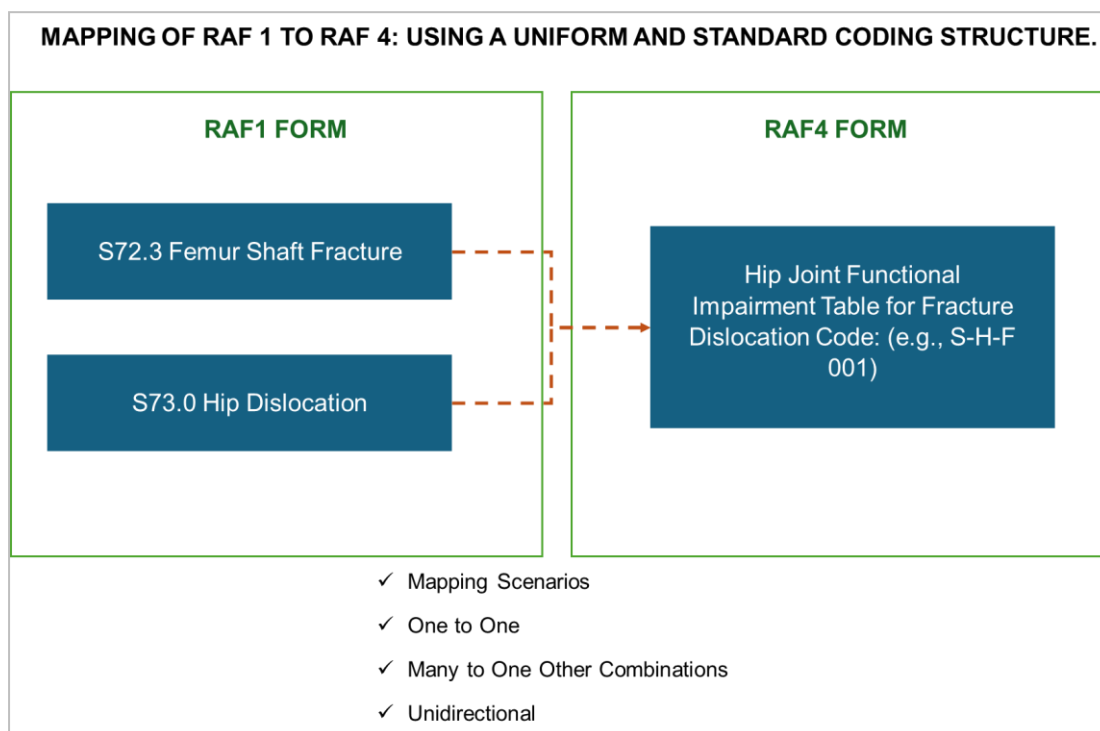 MAPPING OF RAF 1 TO RAF 4: USING A UNIFORM AND STANDARD CODING STRUCTURE.
RAF1 FORM
S72.3 Femur Shaft Fracture
S73.0 Hip Dislocation
RAF4 FORM
Hip Joint Functional
Impairment Table for Fracture
Dislocation Code: (e.g., S-H-F
001)
✓ Mapping Scenarios
✓ One to One
✓ Many to One Other Combinations
✓ Unidirectional